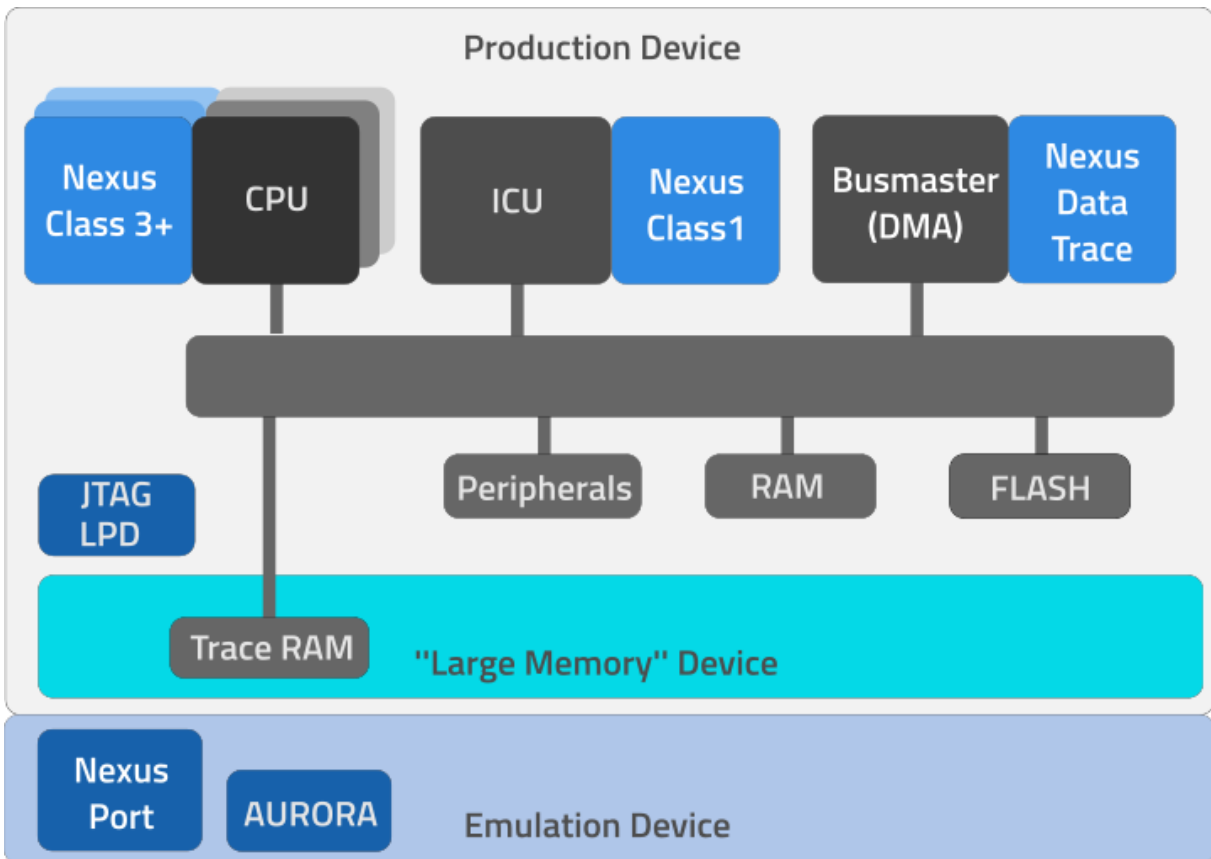 Production Device
Nexus
Class 3+
CPU
ICU
Nexus
Class1
Busmaster
(DMA)
Nexus
Data
Trace
Peripherals
RAM
FLASH
JTAG
LPD
Trace RAM
"Large Memory" Device
Nexus
Port
AURORA
Emulation Device